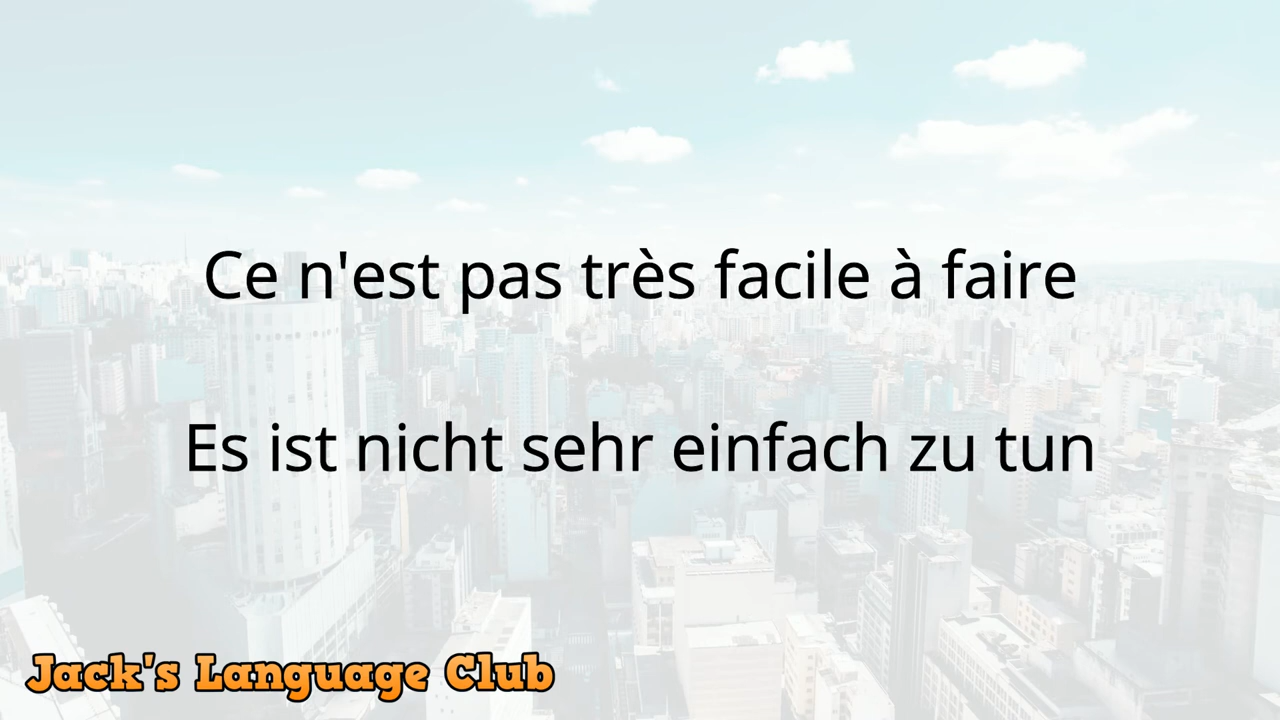 Ce n'est pas très facile à faire
Es ist nicht sehr einfach zu tun
Jack's Language Club